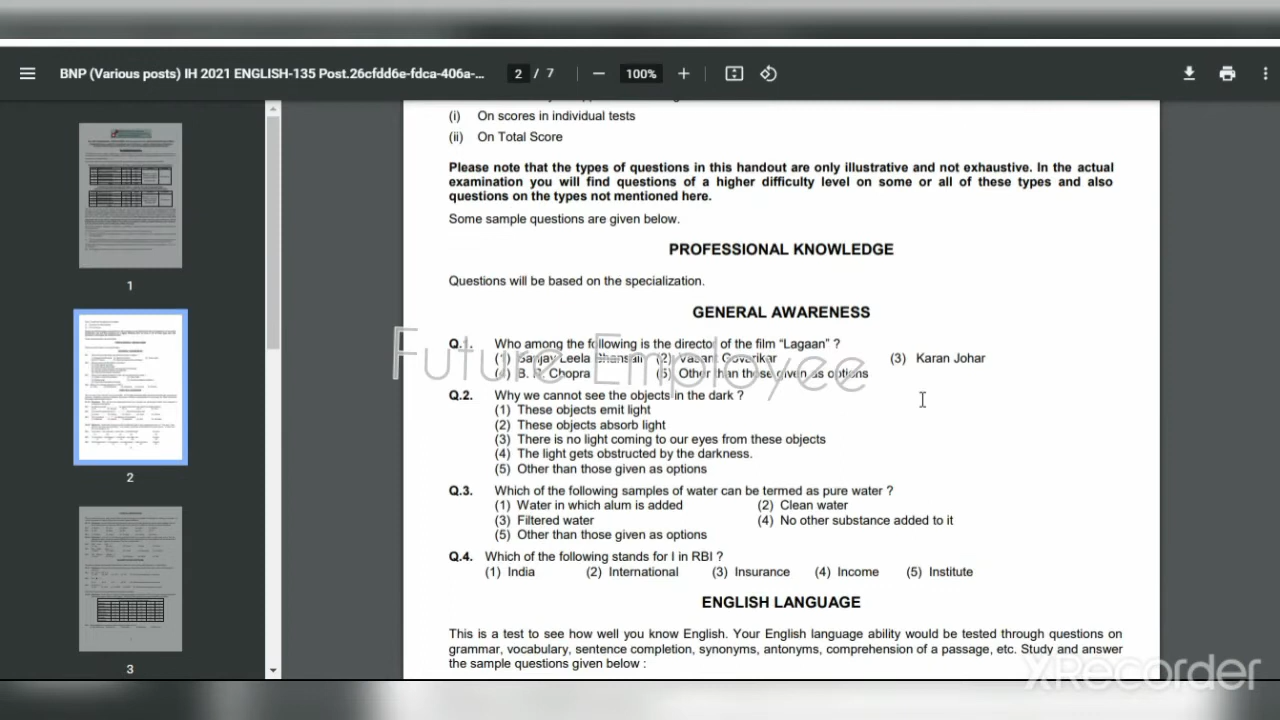 BNP (Various posts) IH 2021 ENGLISH-135 Post.26cfdd6e-fdca-406a-...
2 / 7
100%
(i) On scores in individual tests
(ii) On Total Score
Please note that the types of questions in this handout are only illustrative and not exhaustive. In the actual
examination you will find questions of a higher difficulty level on some or all of these types and also
questions on the types not mentioned here.
Some sample questions are given below.
PROFESSIONAL KNOWLEDGE
Questions will be based on the specialization.
GENERAL AWARENESS
Q.1. Who among the following is the director of the film “Lagaan” ?
(1) Sanjay Leela Bhansali (2) Vasant Govarikar (3) Karan Johar
(4) B. R. Chopra (5) Other than those given as options
Future Employee
Q.2. Why we cannot see the objects in the dark ?
(1) These objects emit light
(2) These objects absorb light
(3) There is no light coming to our eyes from these objects
(4) The light gets obstructed by the darkness.
(5) Other than those given as options
Q.3. Which of the following samples of water can be termed as pure water ?
(1) Water in which alum is added (2) Clean water
(3) Filtered water (4) No other substance added to it
(5) Other than those given as options
Q.4. Which of the following stands for I in RBI ?
(1) India (2) International (3) Insurance (4) Income (5) Institute
ENGLISH LANGUAGE
This is a test to see how well you know English. Your English language ability would be tested through questions on
grammar, vocabulary, sentence completion, synonyms, antonyms, comprehension of a passage, etc. Study and answer
the sample questions given below :
1
2
3
XRecorder